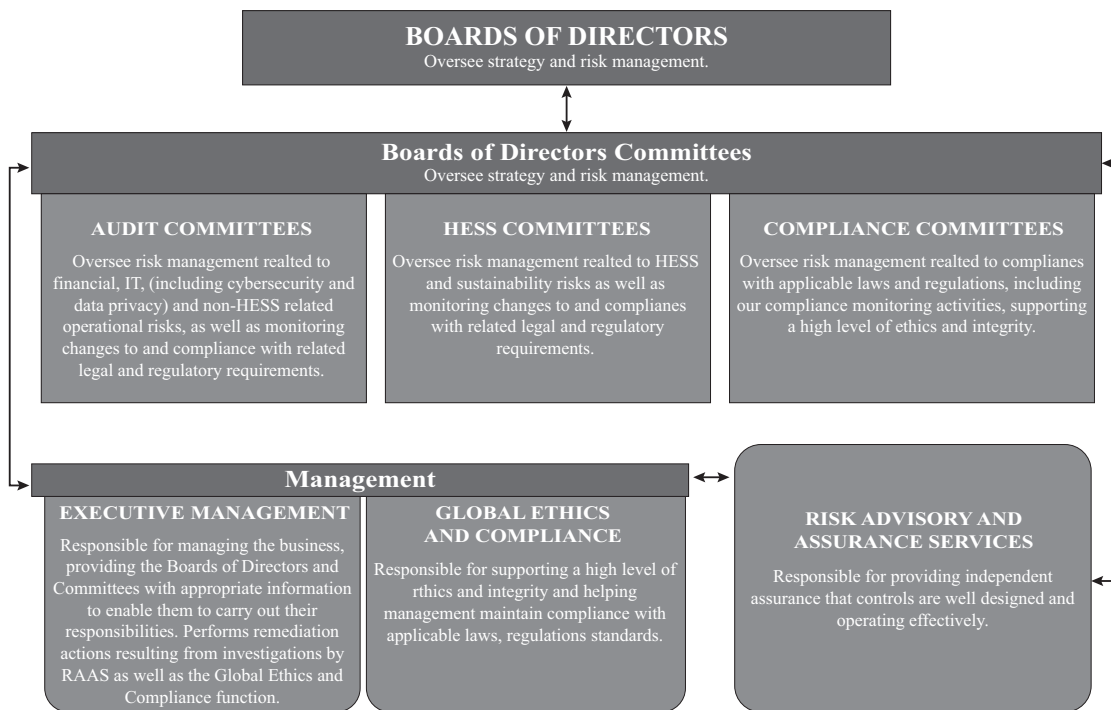 BOARDS OF DIRECTORS
Oversee strategy and risk management.
Boards of Directors Committees
Oversee strategy and risk management.
AUDIT COMMITTEES
Oversee risk management realted to
financial, IT, (including cybersecurity and
data privacy) and non-HESS related
operational risks, as well as monitoring
changes to and compliance with related
legal and regulatory requirements.
HESS COMMITTEES
Oversee risk management realted to HESS
and sustainability risks as well as
monitoring changes to and complianes
with related legal and regulatory
requirements.
COMPLIANCE COMMITTEES
Oversee risk management realted to complianes
with applicable laws and regulations, including
our compliance monitoring activities, supporting
a high level of ethics and integrity.
Management
EXECUTIVE MANAGEMENT
Responsible for managing the business,
providing the Boards of Directors and
Committees with appropriate information
to enable them to carry out their
responsibilities. Performs remediation
actions resulting from investigations by
RAAS as well as the Global Ethics and
Compliance function.
GLOBAL ETHICS
AND COMPLIANCE
Responsible for supporting a high level of
rthics and integrity and helping
management maintain compliance with
applicable laws, regulations standards.
RISK ADVISORY AND
ASSURANCE SERVICES
Responsible for providing independent
assurance that controls are well designed and
operating effectively.